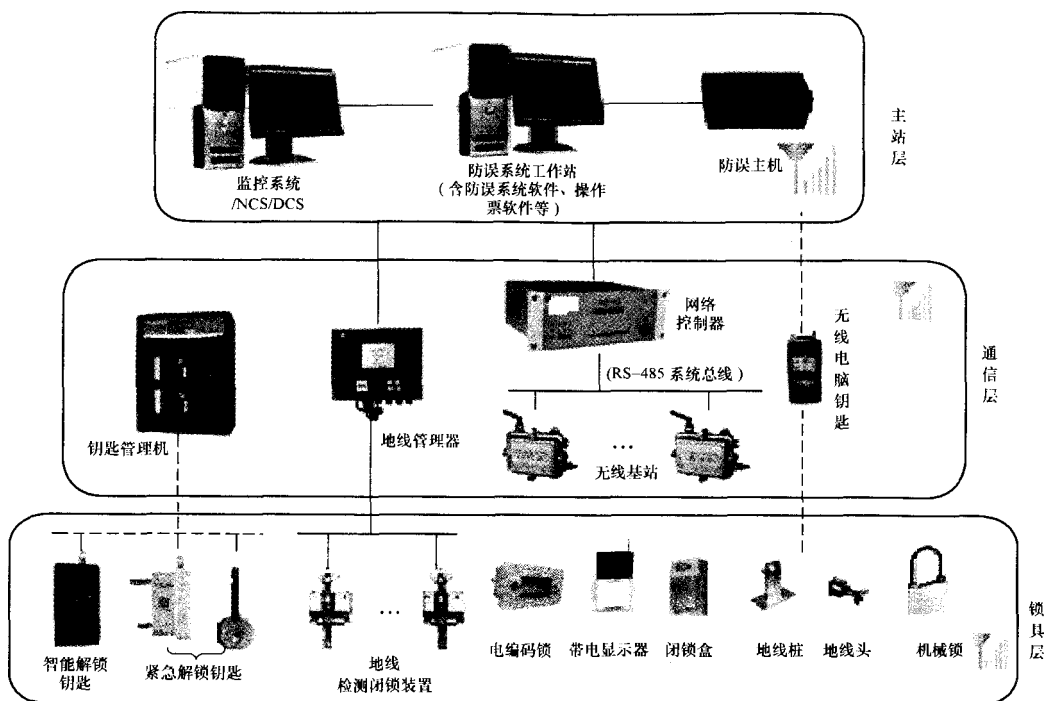 监控系统
/NCS/DCS
防误系统工作站
(含防误系统软件、操作
票软件等)
防误主机
主站层
网络
控制器
无线电脑钥匙
通信层
(RS-485 系统总线)
钥匙管理机
地线管理器
…
无线基站
智能解锁
钥匙
紧急解锁钥匙
…
地线
检测闭锁装置
电编码锁
带电显示器
闭锁盒
地线桩
地线头
机械锁
锁具层